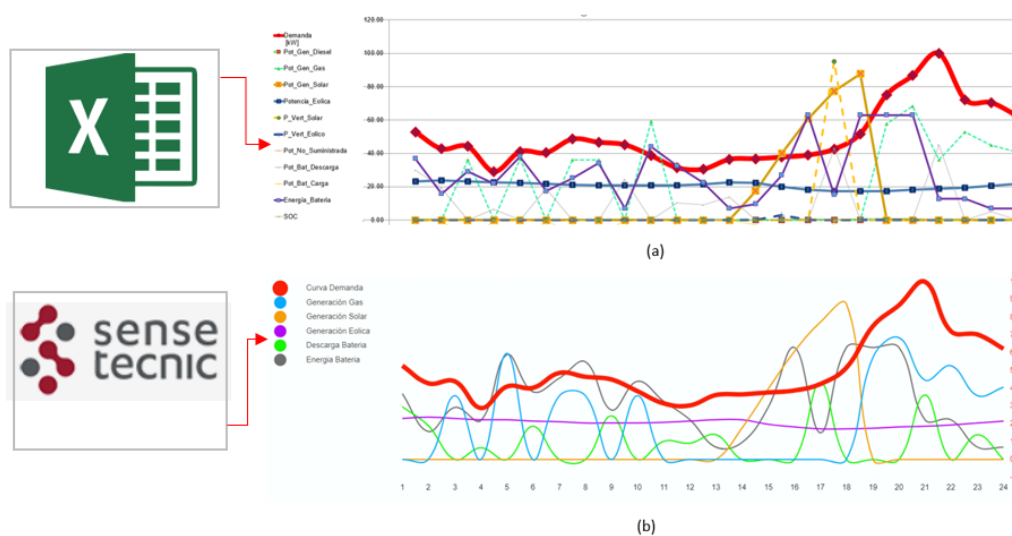 120.00
100.00
80.00
60.00
40.00
20.00
0.00
Demanda
[kW]
Pot_Gen_Diesel
Pot_Gen_Gas
Pot_Gen_Solar
Potencia_Eolica
P_Vert_Solar
P_Vert_Eolico
Pot_No_Suministrada
Pot_Bat_Descarga
Pot_Bat_Carga
Energía_Bateria
SOC
X
(a)
sense
tecnic
Curva Demanda
Generación Gas
Generación Solar
Generación Eolica
Descarga Bateria
Energia Bateria
1 2 3 4 5 6 7 8 9 10 11 12 13 14 15 16 17 18 19 20 21 22 23 24
(b)